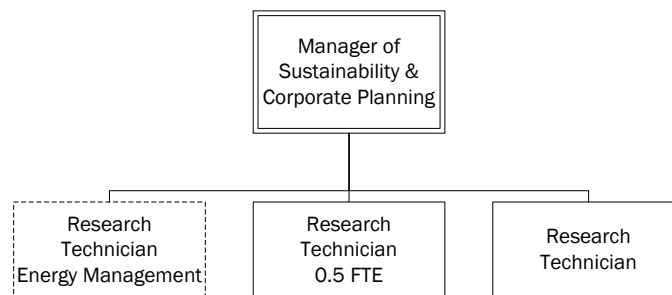 Manager of
Sustainability &
Corporate Planning
Research
Technician
Energy Management
Research
Technician
0.5 FTE
Research
Technician